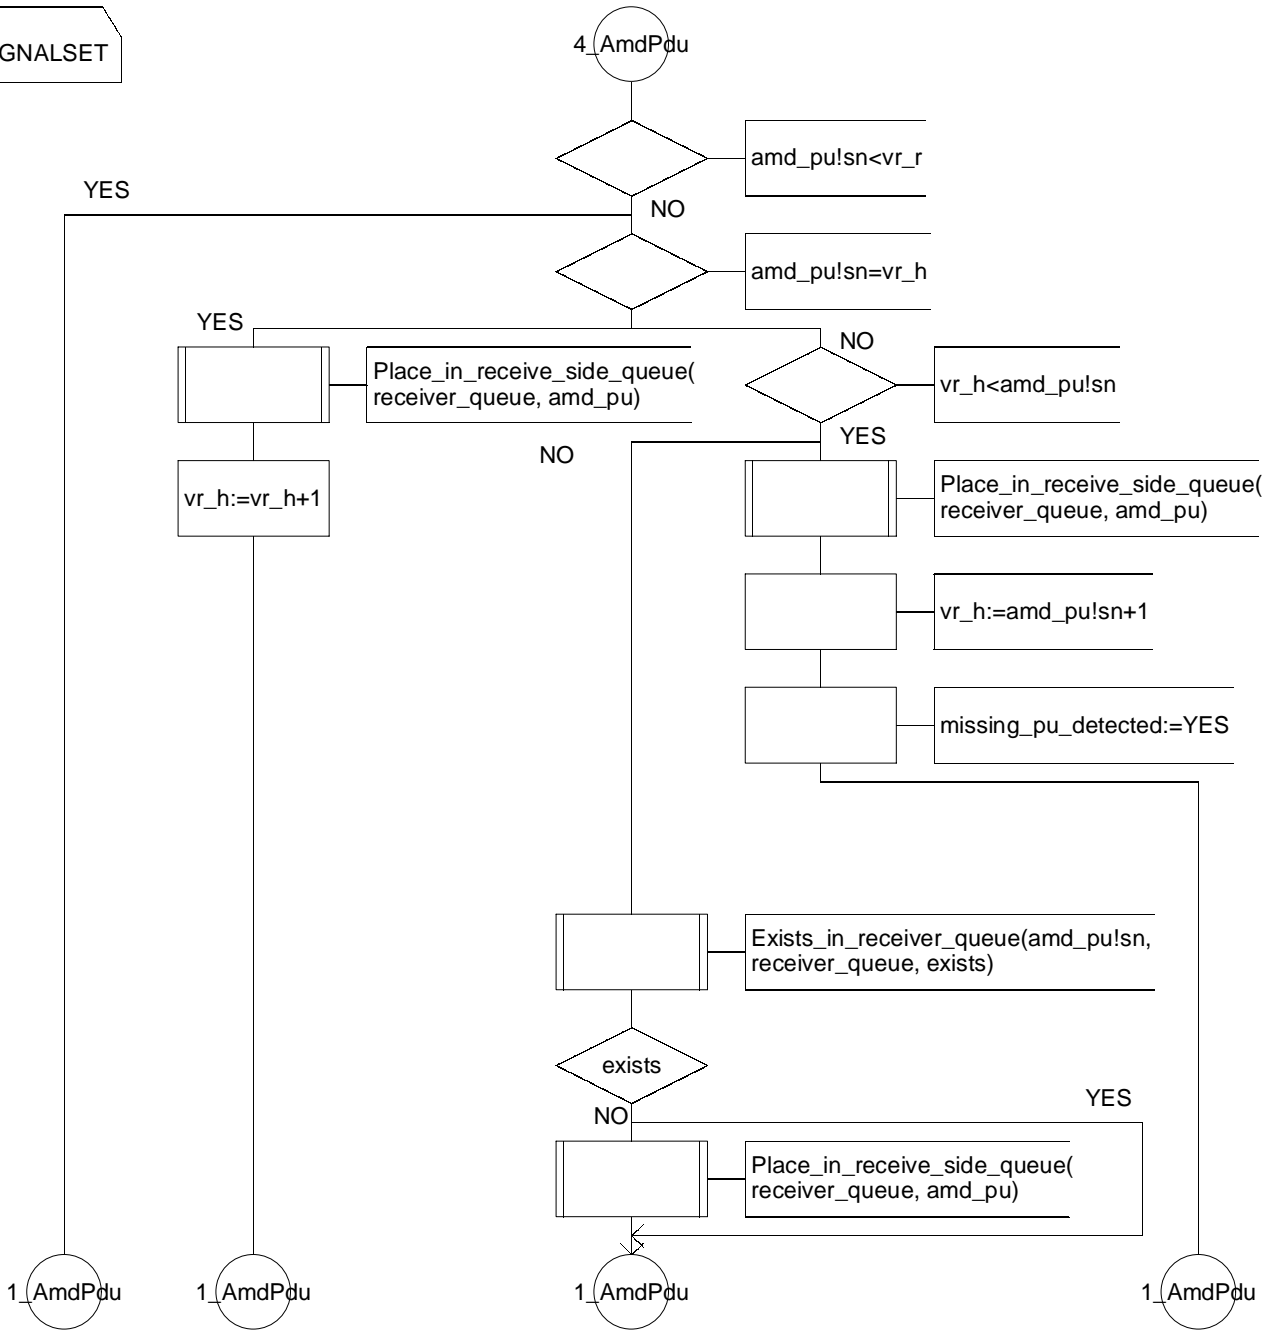 GNALSET
4_AmdPdu
amd_pu!sn<vr_r
YES
NO
amd_pu!sn=vr_h
YES
NO
Place_in_receive_side_queue(
receiver_queue, amd_pu)
vr_h<amd_pu!sn
YES
NO
vr_h:=vr_h+1
Place_in_receive_side_queue(
receiver_queue, amd_pu)
vr_h:=amd_pu!sn+1
missing_pu_detected:=YES
Exists_in_receiver_queue(amd_pu!sn,
receiver_queue, exists)
exists
NO
YES
Place_in_receive_side_queue(
receiver_queue, amd_pu)
1_AmdPdu
1_AmdPdu
1_AmdPdu
1_AmdPdu